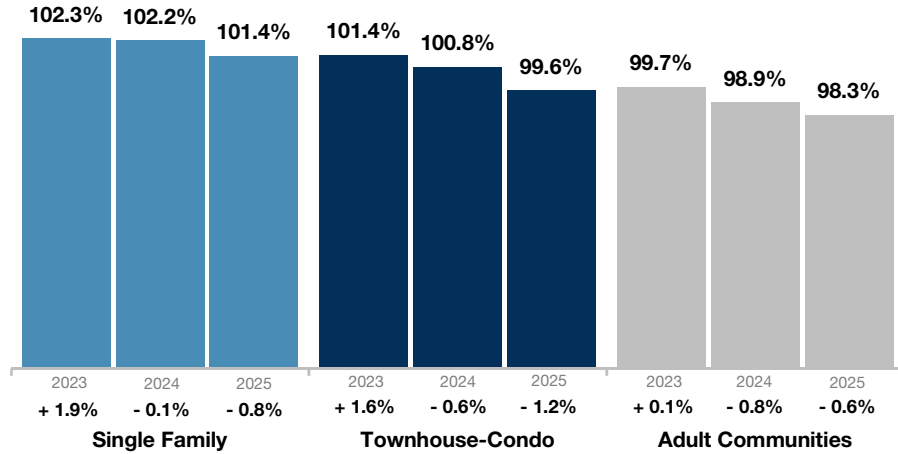 102.3% 102.2% 101.4% 101.4% 100.8% 99.6% 99.7% 98.9% 98.3%
2023 2024 2025 2023 2024 2025 2023 2024 2025
+ 1.9% - 0.1% - 0.8% + 1.6% - 0.6% - 1.2% + 0.1% - 0.8% - 0.6%
Single Family Townhouse-Condo Adult Communities